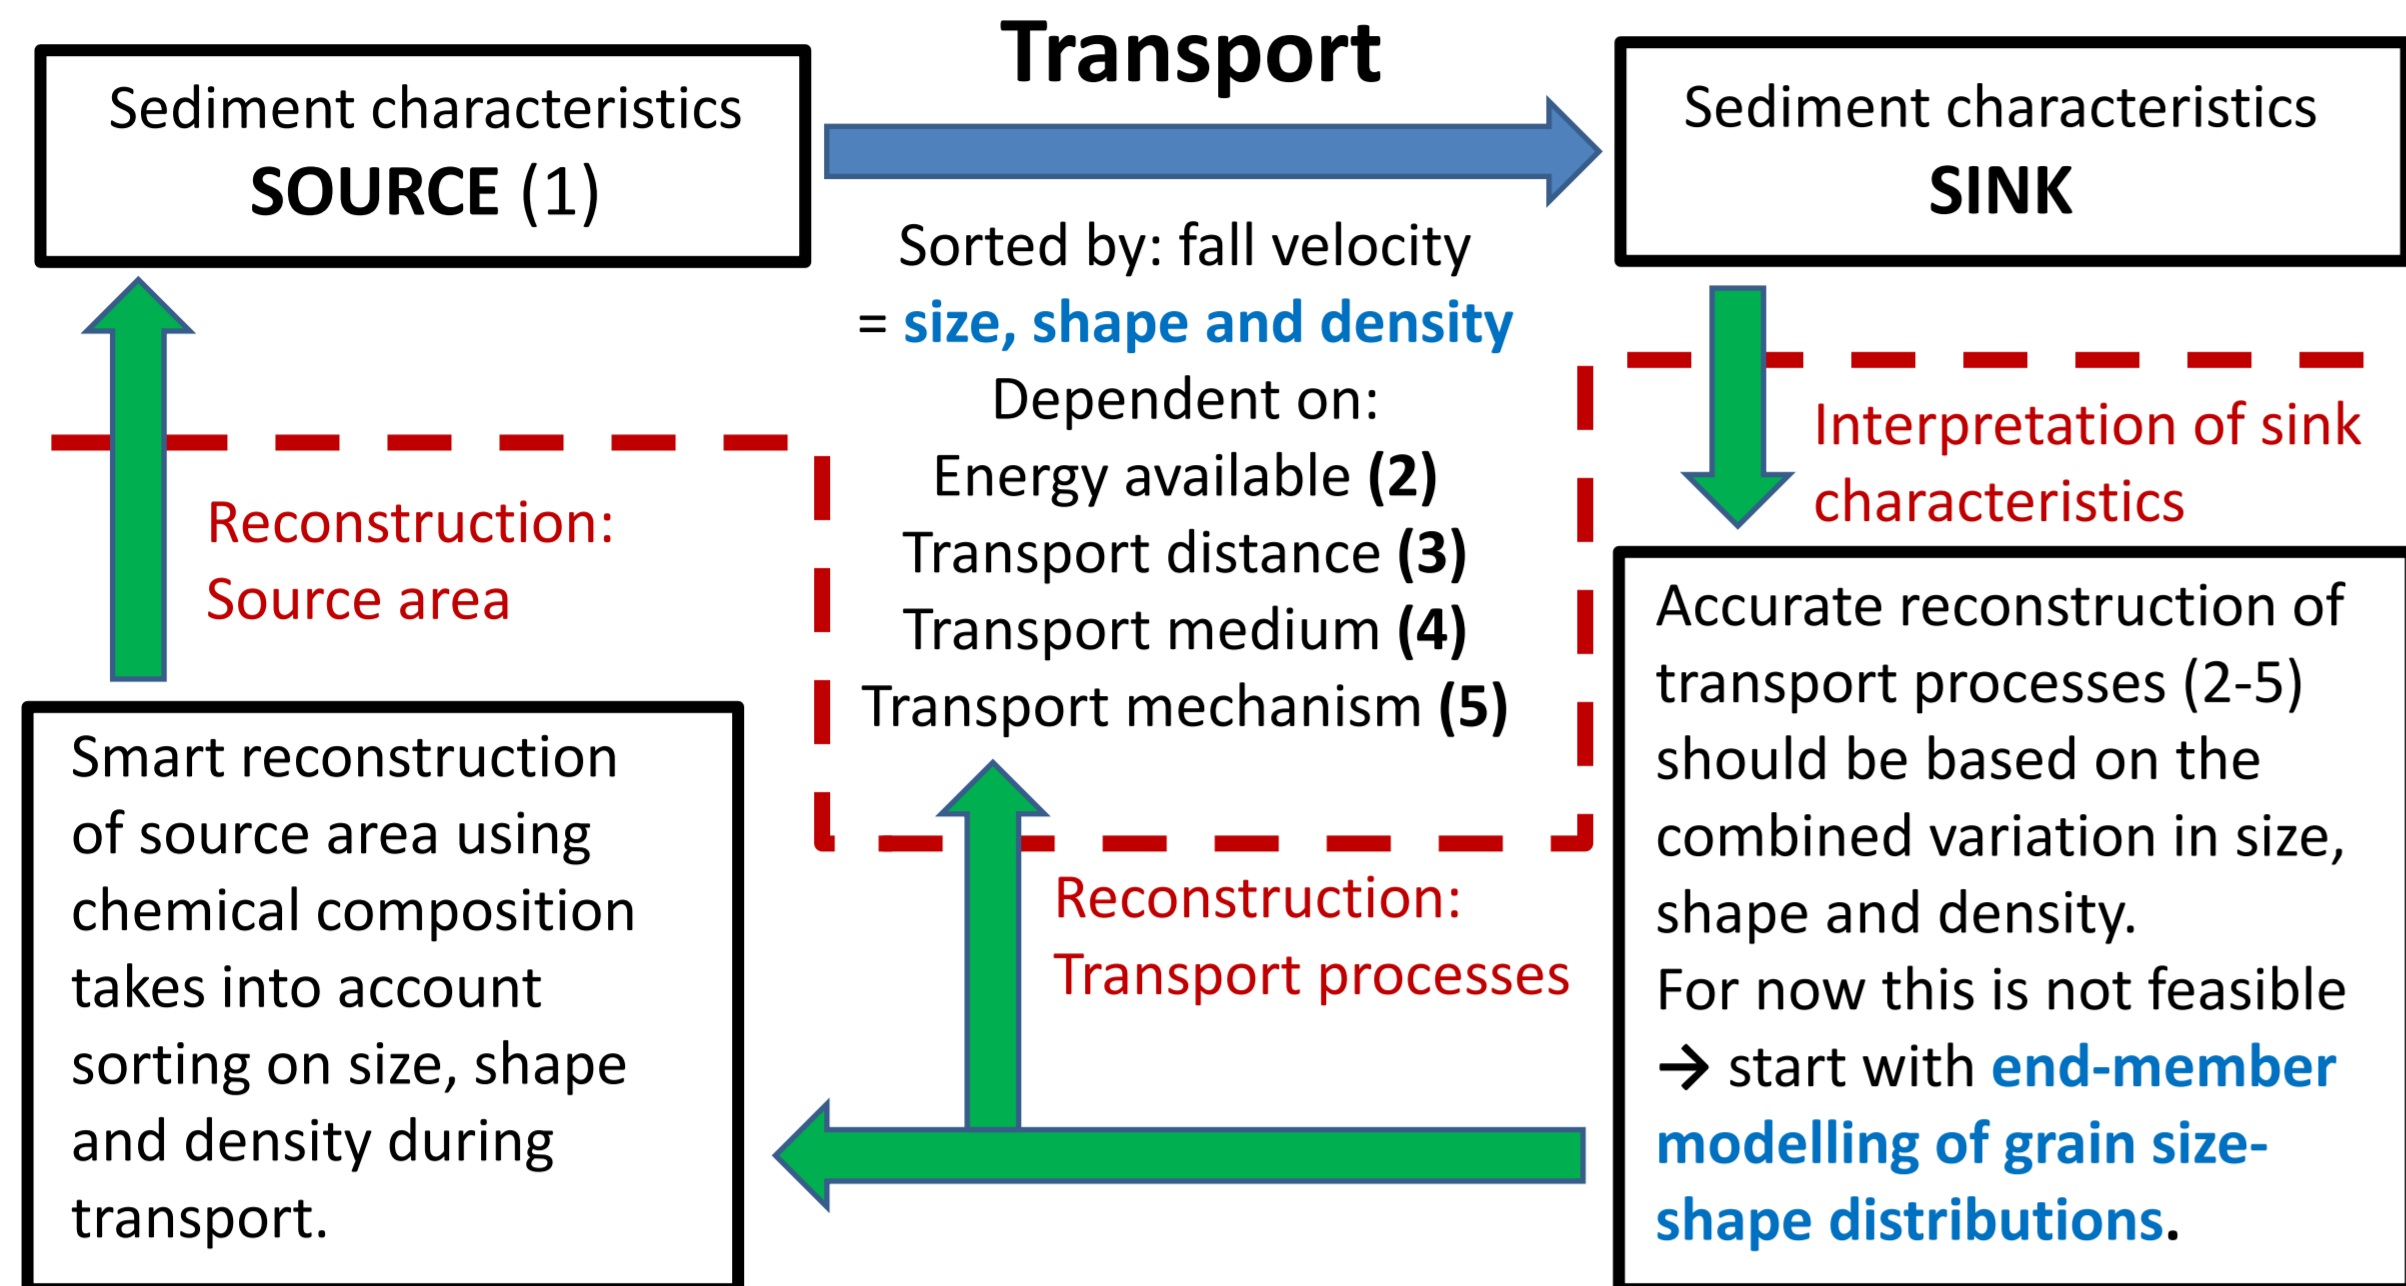 Transport
Sediment characteristics
SOURCE (1)
Sediment characteristics
SINK
Sorted by: fall velocity
= size, shape and density
Dependent on:
Energy available (2)
Transport distance (3)
Transport medium (4)
Transport mechanism (5)
Interpretation of sink
characteristics
Reconstruction:
Source area
Accurate reconstruction of
transport processes (2-5)
should be based on the
combined variation in size,
shape and density.
For now this is not feasible
→ start with end-member
modelling of grain size-
shape distributions.
Reconstruction:
Transport processes
Smart reconstruction
of source area using
chemical composition
takes into account
sorting on size, shape
and density during
transport.